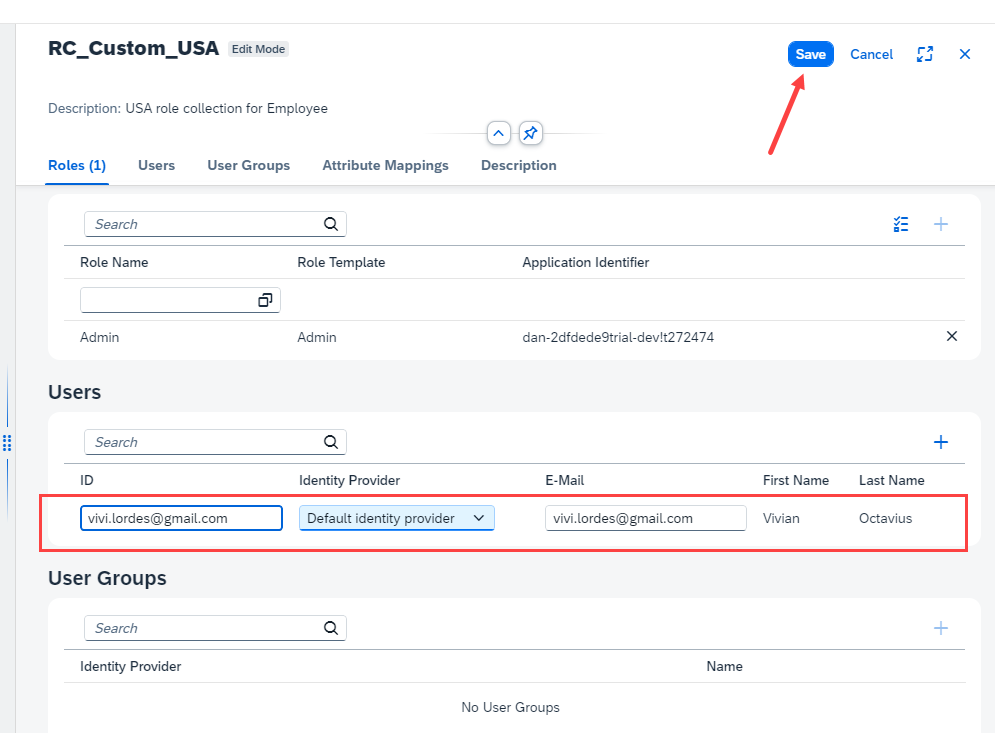 RC_Custom_USA Edit Mode
Save Cancel
Description: USA role collection for Employee
Roles (1) Users User Groups Attribute Mappings Description
Search
Role Name Role Template Application Identifier
Admin Admin dan-2dfdede9trial-dev!t272474
Users
Search
ID Identity Provider E-Mail First Name Last Name
vivi.lordes@gmail.com Default identity provider vivi.lordes@gmail.com Vivian Octavius
User Groups
Search
Identity Provider Name
No User Groups